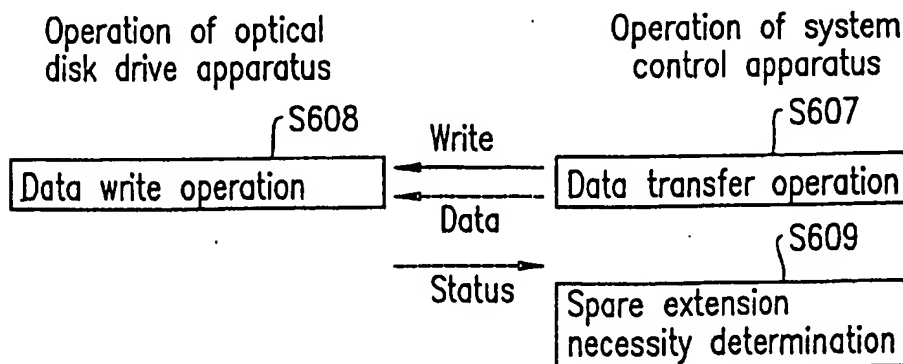 Operation of optical
disk drive apparatus
Operation of system
control apparatus
S608
S607
Write
Data write operation
Data transfer operation
Data
S609
Status
Spare extension
necessity determination